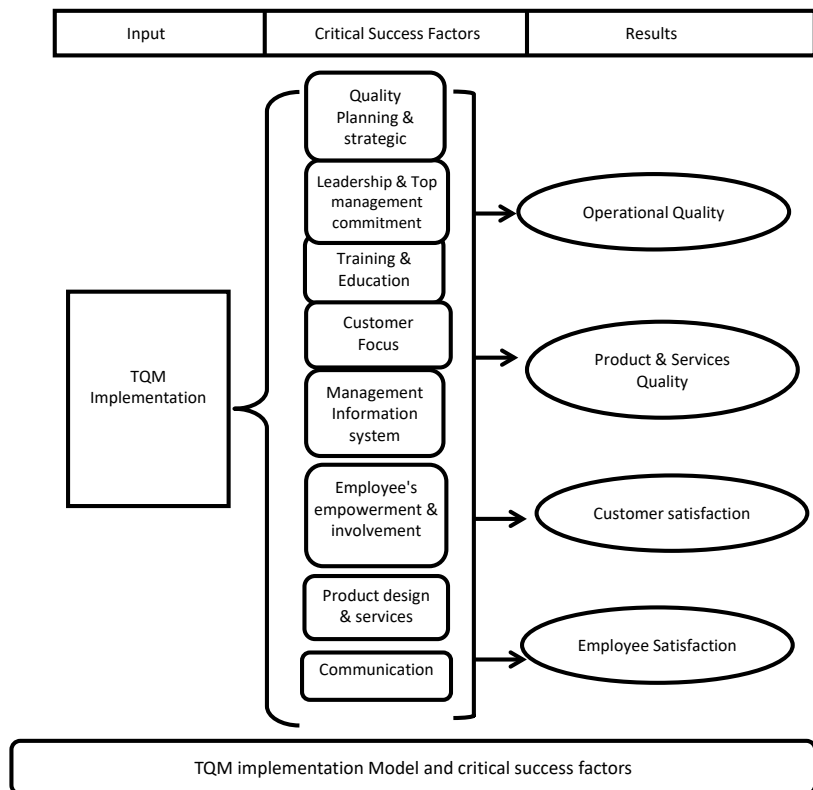 Input
Critical Success Factors
Results
Quality
Planning &
strategic
Leadership & Top
management
commitment
Training &
Education
Customer
Focus
Management
Information
system
Employee's
empowerment &
involvement
Product design
& services
Communication
TQM
Implementation
Operational Quality
Product & Services
Quality
Customer satisfaction
Employee Satisfaction
TQM implementation Model and critical success factors